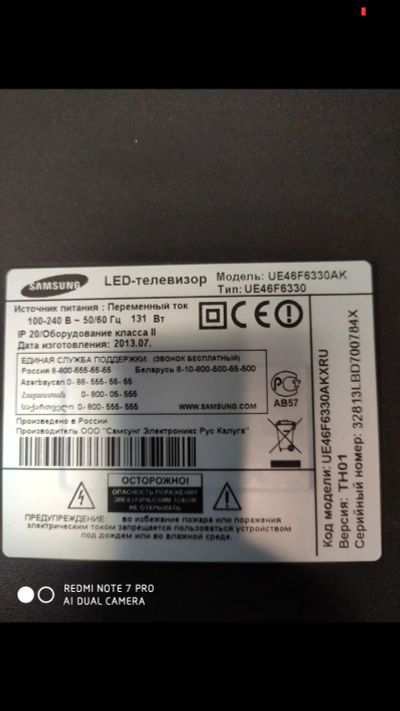 SAMSUNG
LED-телевизор
Модель: UE46F6330AK
Тип: UE46F6330
Источник питания : Переменный ток
100-240 В ~ 50/60 Гц 131 Вт
IP 20/Оборудование класса II
Дата изготовления: 2013.07.
ЕДИНАЯ СЛУЖБА ПОДДЕРЖКИ (ЗВОНОК БЕСПЛАТНЫЙ)
Россия 8-800-555-55-55 Беларусь 8-10-800-500-55-500
Azərbaycan 0- 88- 555- 55- 55
Հայաստան 0- 800- 05- 555
საქართველო 0- 800- 555- 555
WWW.SAMSUNG.COM
АВ57
Произведено в России
Производитель ООО "Самсунг Электроникс Рус Калуга"
ОСТОРОЖНО!
ОПАСНОСТЬ ПОРАЖЕНИЯ
ЭЛЕКТРИЧЕСКИМ ТОКОМ
НЕ ОТКРЫВАТЬ
ПРЕДУПРЕЖДЕНИЕ: во избежание пожара или поражения
электрическим током запрещается пользоваться устройством
под дождем или во влажной среде.
Код модели: UE46F6330AKXRU
Версия: TH01
Серийный номер: 32813LBD700784X
REDMI NOTE 7 PRO
AI DUAL CAMERA